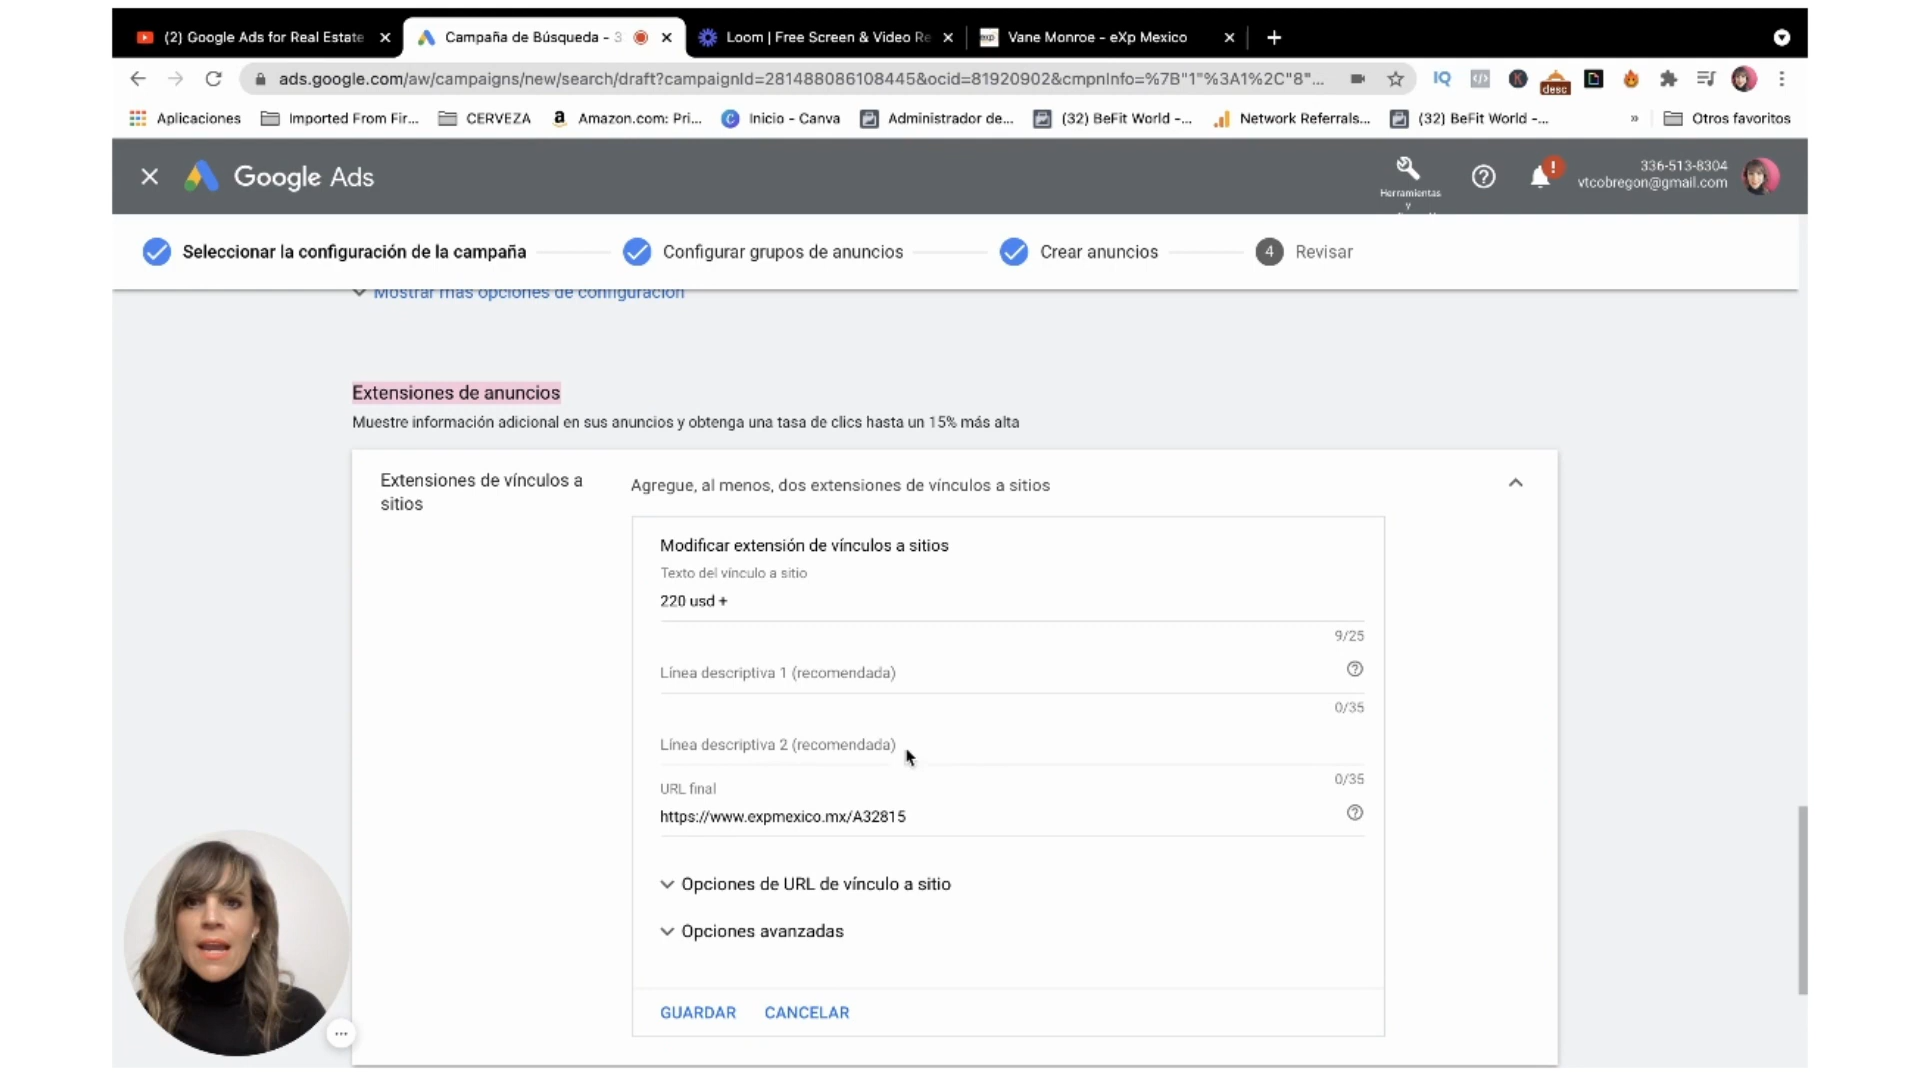 (2) Google Ads for Real Estate
Campaña de Búsqueda - 3
Loom | Free Screen & Video Re
Vane Monroe - eXp Mexico
ads.google.com/aw/campaigns/new/search/draft?campaignId=281488086108445&ocid=81920902&cmpnInfo=%7B"1"%3A1%2C"8"...
IQ
desc
Aplicaciones
Imported From Fir...
CERVEZA
Amazon.com: Pri...
Inicio - Canva
Administrador de...
(32) BeFit World -...
Network Referrals...
(32) BeFit World -...
»
Otros favoritos
Google Ads
Herramientas
y
336-513-8304
vtcobregon@gmail.com
Seleccionar la configuración de la campaña
Configurar grupos de anuncios
Crear anuncios
4 Revisar
Mostrar más opciones de configuración
Extensiones de anuncios
Muestre información adicional en sus anuncios y obtenga una tasa de clics hasta un 15% más alta
Extensiones de vínculos a
sitios
Agregue, al menos, dos extensiones de vínculos a sitios
Modificar extensión de vínculos a sitios
Texto del vínculo a sitio
220 usd +
9/25
Línea descriptiva 1 (recomendada)
0/35
Línea descriptiva 2 (recomendada)
0/35
URL final
https://www.expmexico.mx/A32815
Opciones de URL de vínculo a sitio
Opciones avanzadas
GUARDAR
CANCELAR